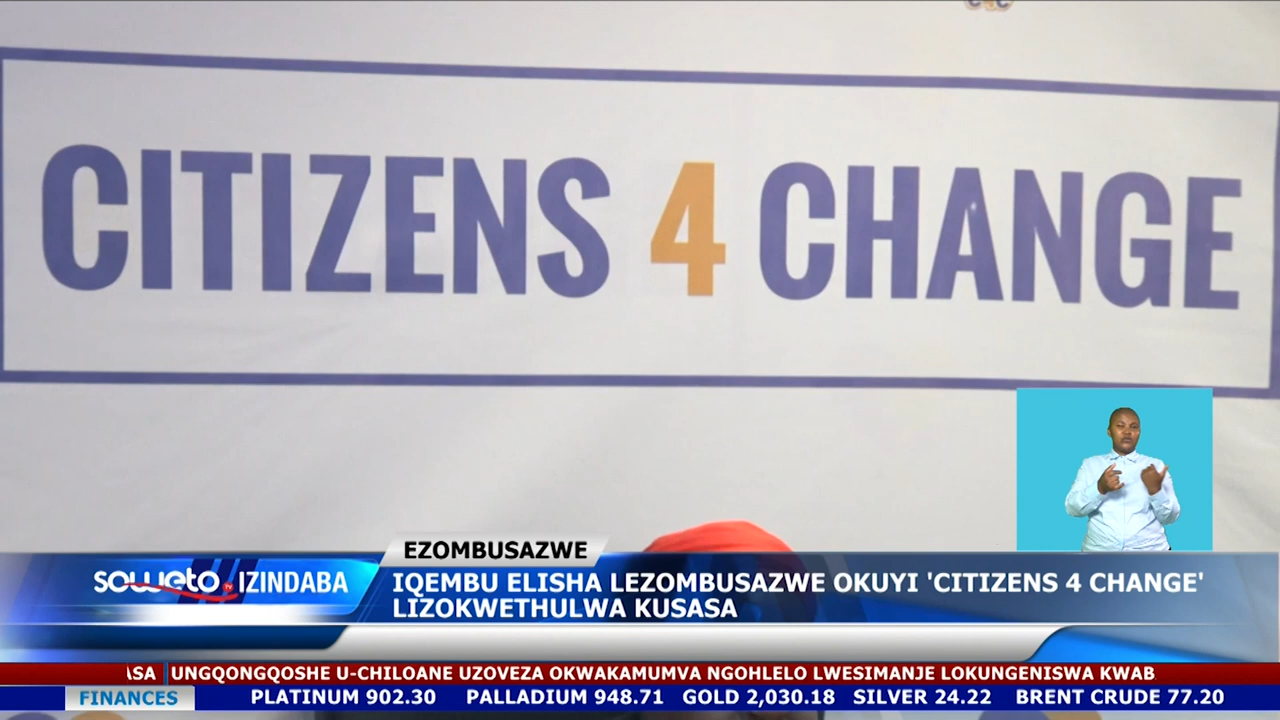 CITIZENS 4 CHANGE
EZOMBUSAZWE
soweto TV IZINDABA
IQEMBU ELISHA LEZOMBUSAZWE OKUYI 'CITIZENS 4 CHANGE'
LIZOKWETHULWA KUSASA
UNGQONGQOSHE U-CHILOANE UZOVEZA OKWAKAMUMVA NGOHLELO LWESIMANJE LOKUNGENISWA KWAB
FINANCES PLATINUM 902.30 PALLADIUM 948.71 GOLD 2,030.18 SILVER 24.22 BRENT CRUDE 77.20